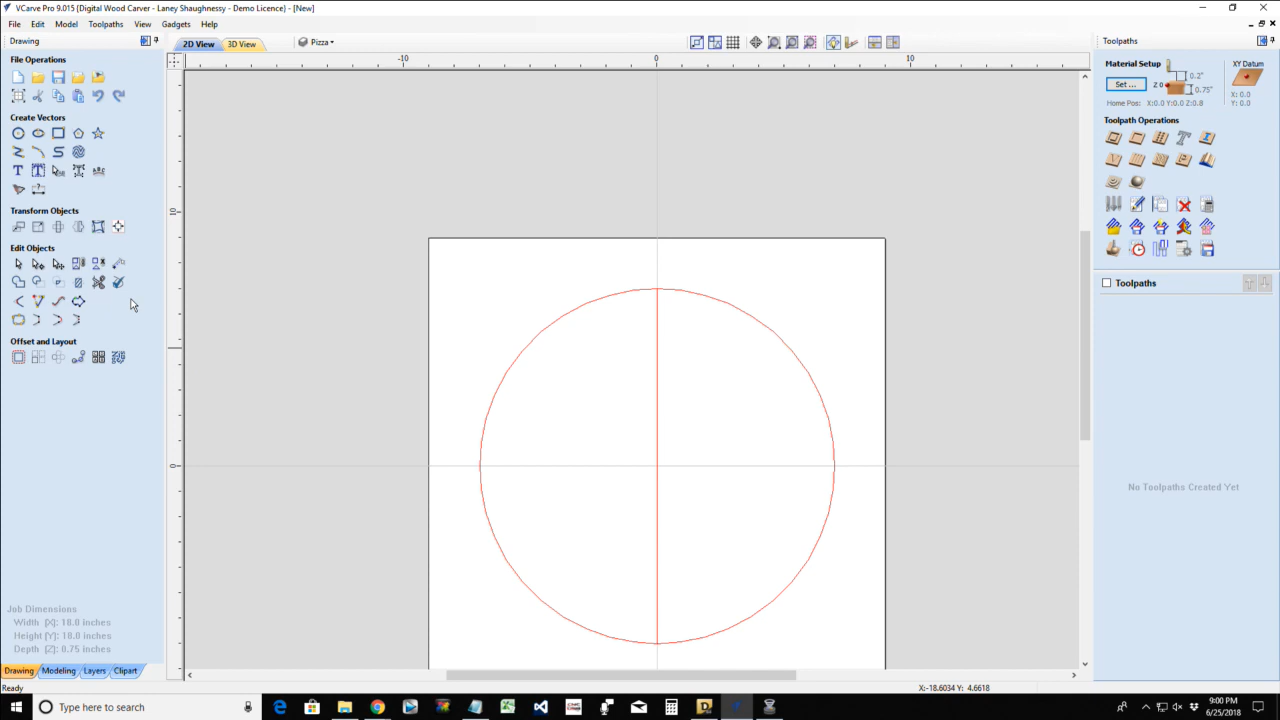 VCarve Pro 9.015 [Digital Wood Carver - Laney Shaughnessy - Demo Licence] - [New]
File Edit Model Toolpaths View Gadgets Help
Drawing
2D View 3D View Pizza
Toolpaths
File Operations
-10 0 10
Material Setup
XY Datum
Set ...
Z 0
0.2"
0.75"
X: 0.0
Y: 0.0
Home Pos: X:0.0 Y:0.0 Z:0.8
Create Vectors
Toolpath Operations
Transform Objects
10
Edit Objects
Toolpaths
Offset and Layout
0
No Toolpaths Created Yet
Job Dimensions
Width (X): 18.0 inches
Height (Y): 18.0 inches
Depth (Z): 0.75 inches
Drawing Modeling Layers Clipart
Ready
X:-18.6034 Y: 4.6618
Type here to search
9:00 PM
6/25/2018